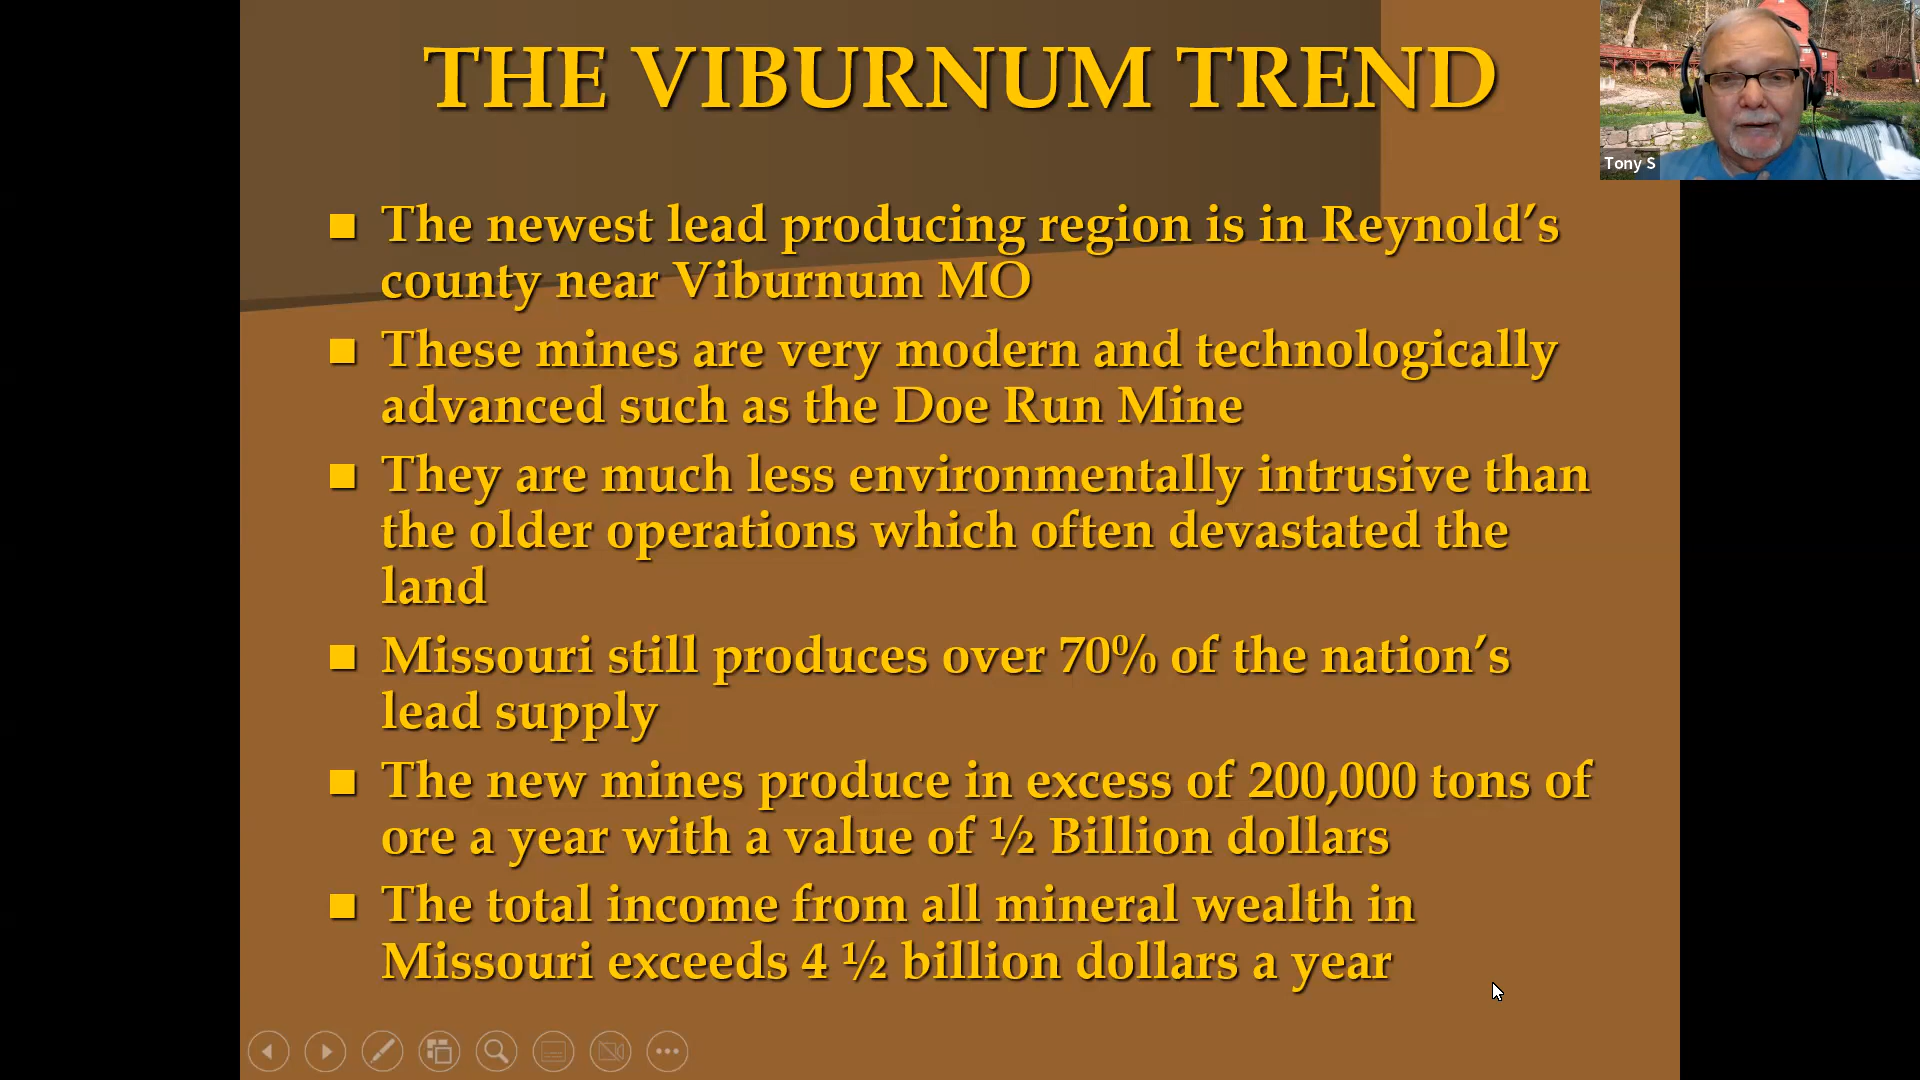 THE VIBURNUM TREND
Tony S
The newest lead producing region is in Reynold’s
county near Viburnum MO
These mines are very modern and technologically
advanced such as the Doe Run Mine
They are much less environmentally intrusive than
the older operations which often devastated the
land
Missouri still produces over 70% of the nation’s
lead supply
The new mines produce in excess of 200,000 tons of
ore a year with a value of ½ Billion dollars
The total income from all mineral wealth in
Missouri exceeds 4 ½ billion dollars a year